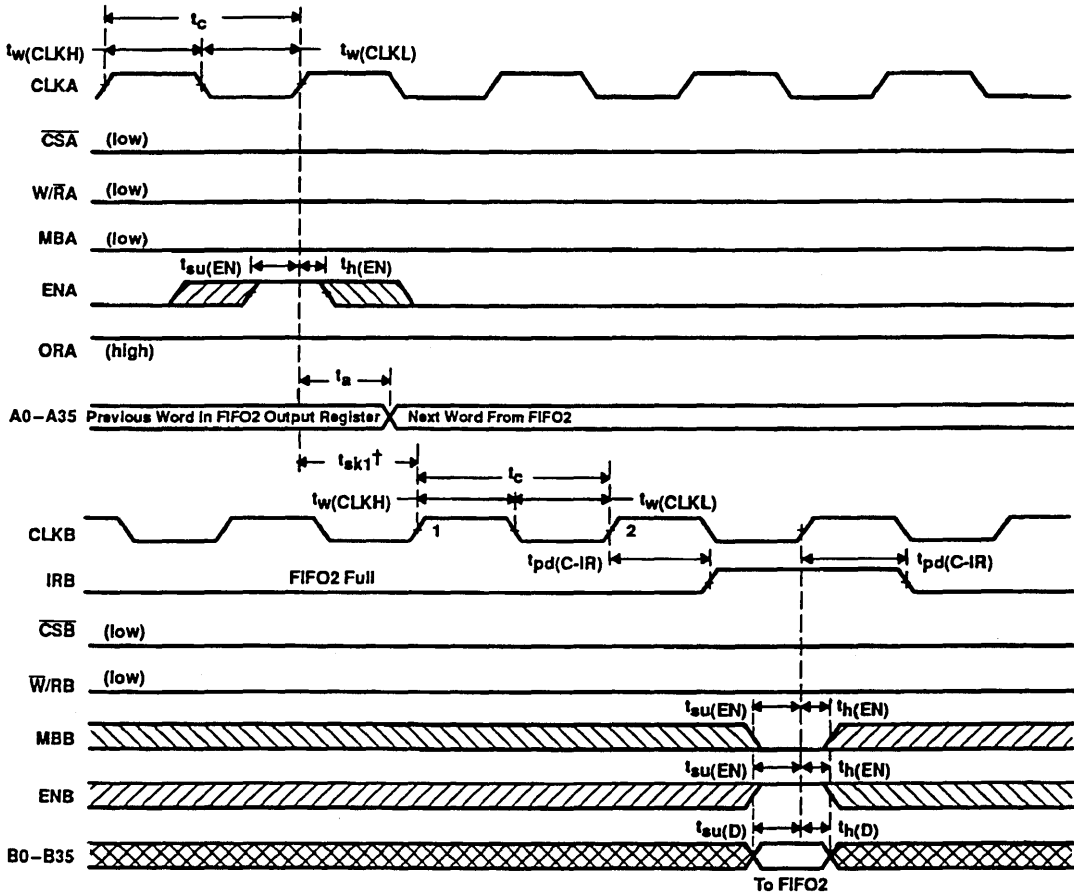 tc
tw(CLKH) tw(CLKL)
CLKA
CSA (low)
W/RA (low)
MBA (low)
tsu(EN) th(EN)
ENA
ORA (high)
ta
A0–A35 Previous Word in FIFO2 Output Register Next Word From FIFO2
tsk1†
tc
tw(CLKH) tw(CLKL)
CLKB 1 2
tpd(C-IR) tpd(C-IR)
IRB FIFO2 Full
CSB (low)
W/RB (low)
tsu(EN) th(EN)
MBB
tsu(EN) th(EN)
ENB
tsu(D) th(D)
B0–B35
To FIFO2